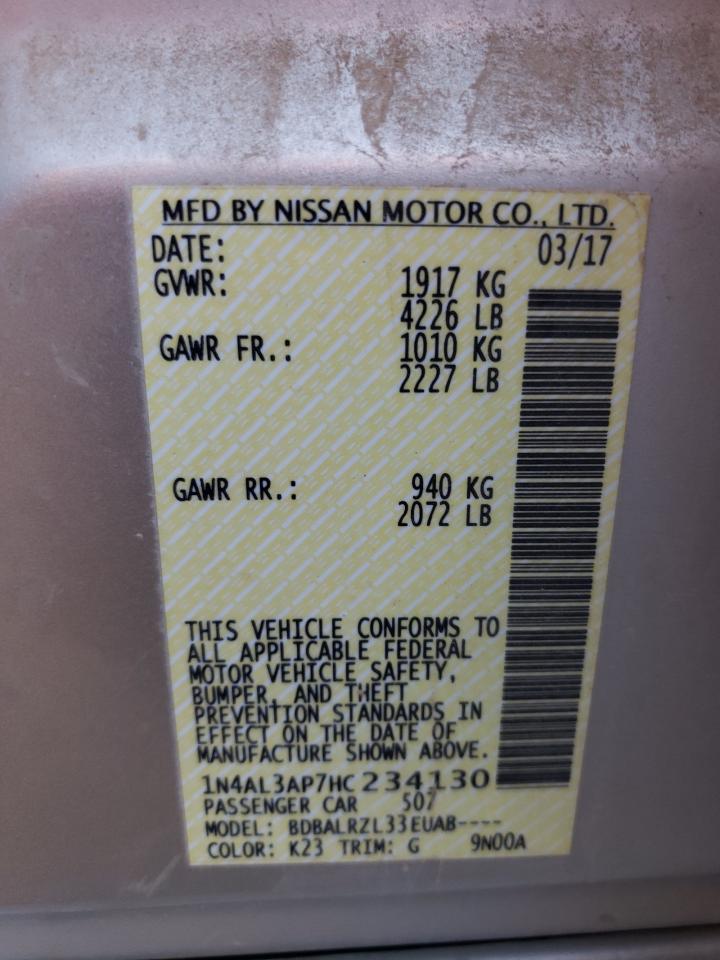 MFD BY NISSAN MOTOR CO., LTD.
DATE: 03/17
GVWR: 1917 KG
4226 LB
GAWR FR.: 1010 KG
2227 LB
GAWR RR.: 940 KG
2072 LB
THIS VEHICLE CONFORMS TO
ALL APPLICABLE FEDERAL
MOTOR VEHICLE SAFETY,
BUMPER, AND THEFT
PREVENTION STANDARDS IN
EFFECT ON THE DATE OF
MANUFACTURE SHOWN ABOVE.
1N4AL3AP7HC234130
PASSENGER CAR 507
MODEL: BDBALRZL33EUAB----
COLOR: K23 TRIM: G 9N00A